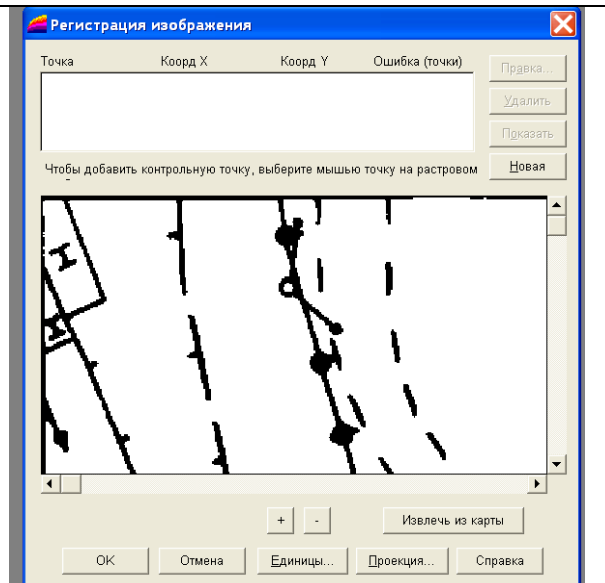 Регистрация изображения
Точка Коорд X Коорд Y Ошибка (точки)
Правка...
Удалить
Показать
Новая
Чтобы добавить контрольную точку, выберите мышью точку на растровом
Н
+ -
Извлечь из карты
OK Отмена Единицы... Проекция... Справка